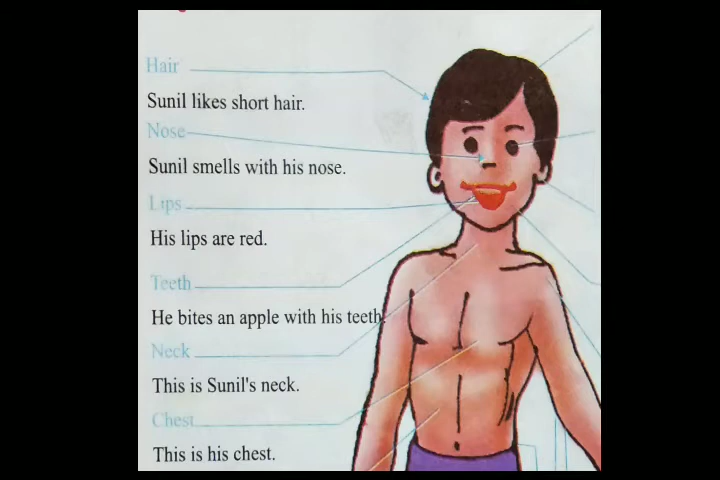 Hair
Sunil likes short hair.
Nose
Sunil smells with his nose.
Lips
His lips are red.
Teeth
He bites an apple with his teeth.
Neck
This is Sunil's neck.
Chest
This is his chest.